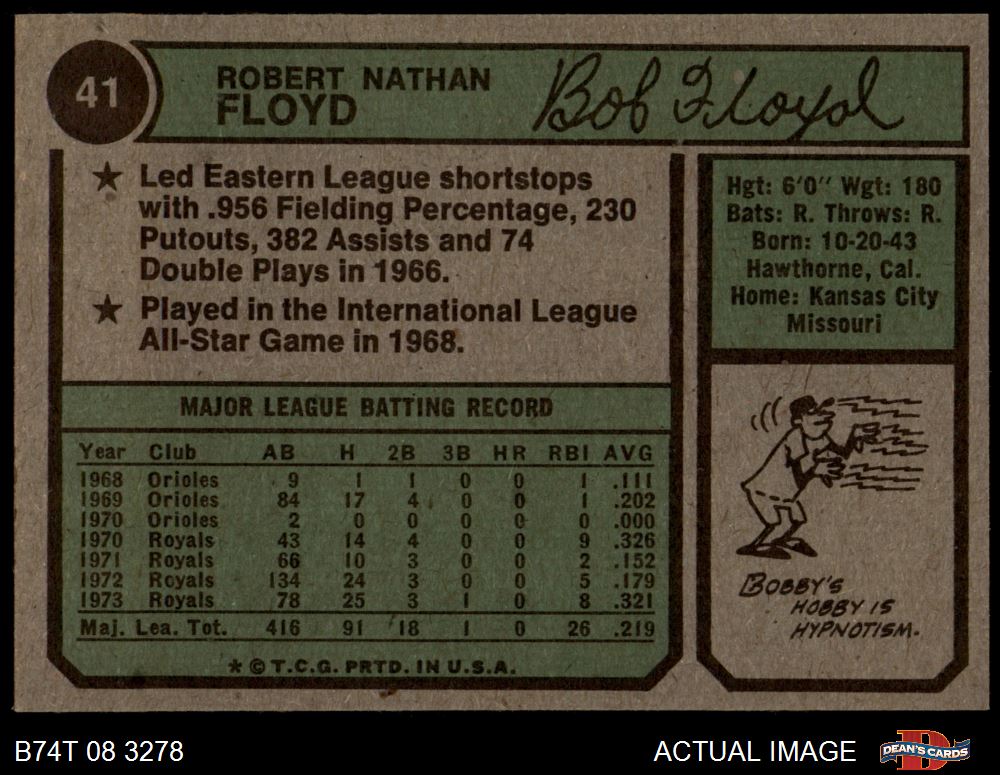 41
ROBERT NATHAN
FLOYD
Bob Floyd
★ Led Eastern League shortstops
with .956 Fielding Percentage, 230
Putouts, 382 Assists and 74
Double Plays in 1966.
★ Played in the International League
All-Star Game in 1968.
Hgt: 6'0" Wgt: 180
Bats: R. Throws: R.
Born: 10-20-43
Hawthorne, Cal.
Home: Kansas City
Missouri
MAJOR LEAGUE BATTING RECORD
Year Club AB H 2B 3B HR RBI AVG
1968 Orioles 9 1 1 0 0 1 .111
1969 Orioles 84 17 4 0 0 1 .202
1970 Orioles 2 0 0 0 0 0 .000
1970 Royals 43 14 4 0 0 9 .326
1971 Royals 66 10 3 0 0 2 .152
1972 Royals 134 24 3 0 0 5 .179
1973 Royals 78 25 3 1 0 8 .321
Maj. Lea. Tot. 416 91 18 1 0 26 .219
* © T.C.G. PRTD. IN U.S.A.
BOBBY'S
HOBBY IS
HYPNOTISM.
B74T 08 3278
ACTUAL IMAGE
DEAN'S CARDS